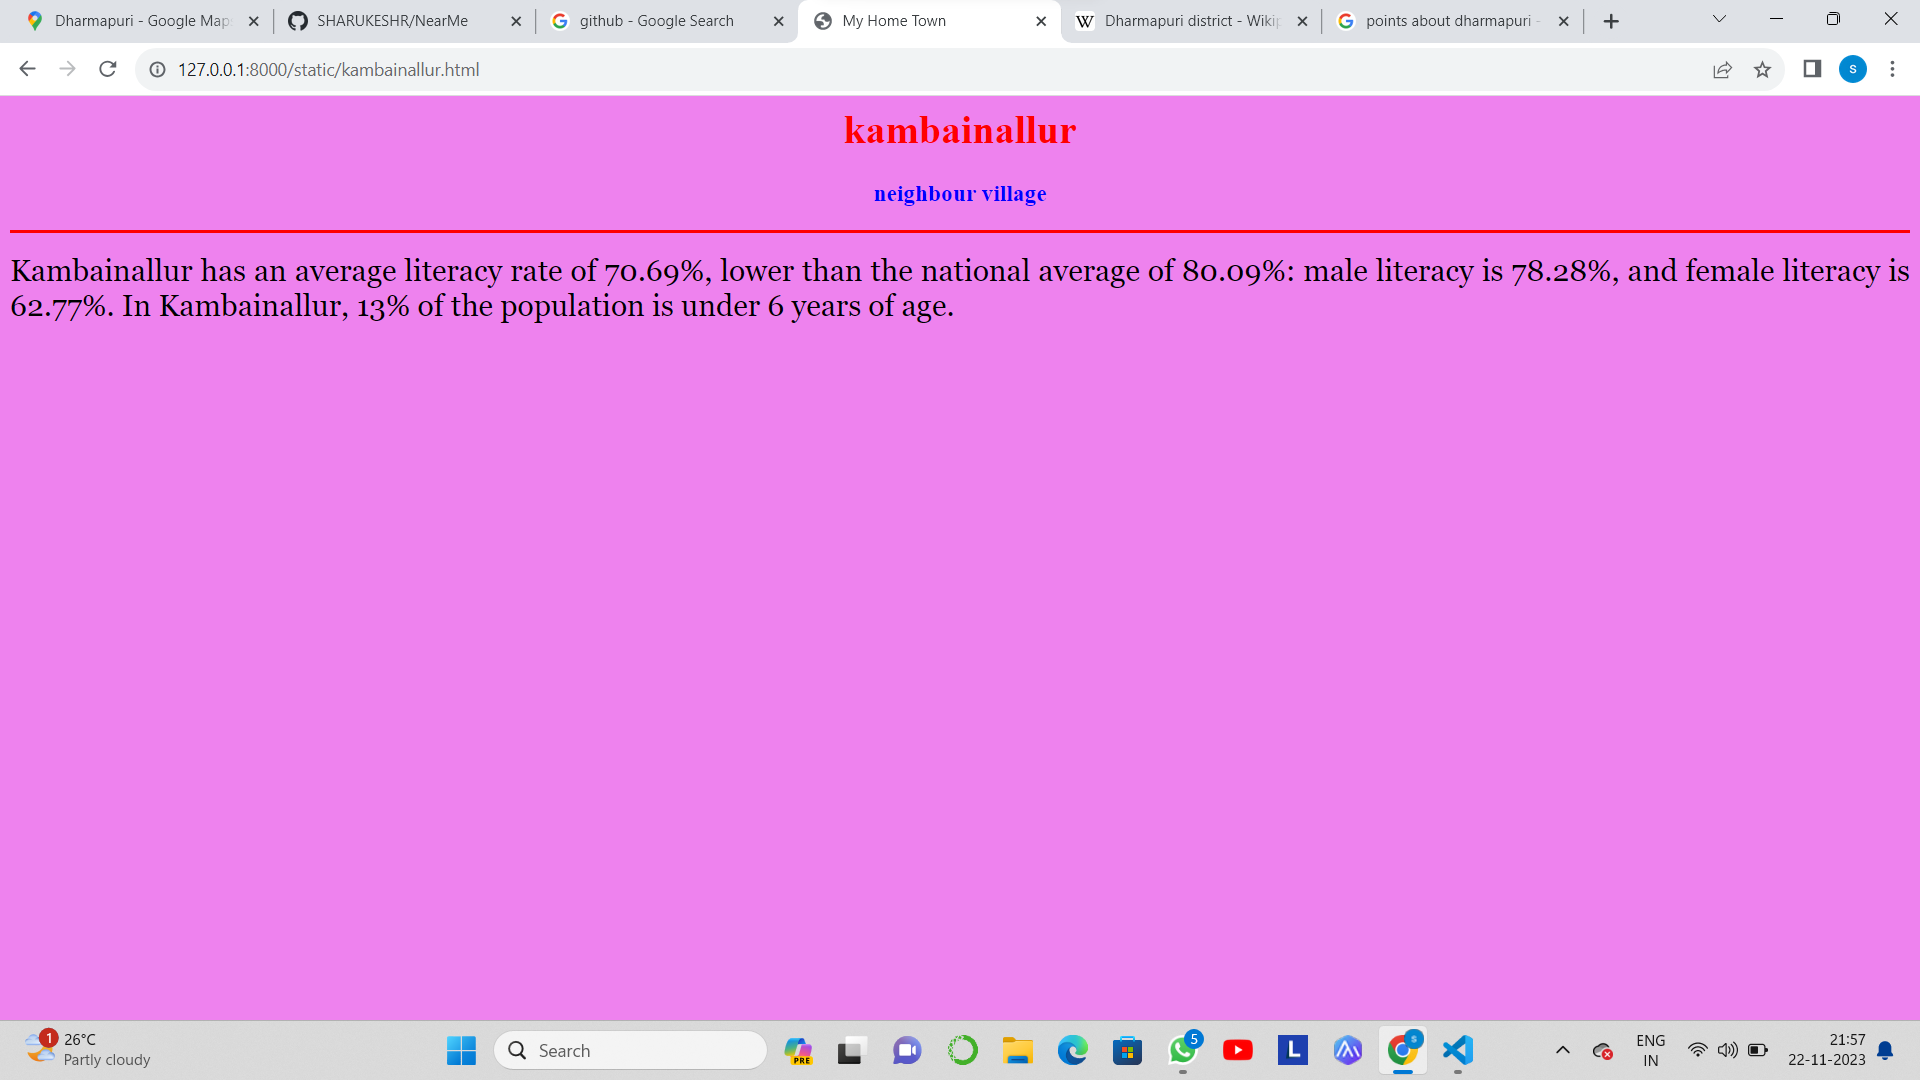 Dharmapuri - Google Map
SHARUKESHR/NearMe
github - Google Search
My Home Town
W Dharmapuri district - Wikip
points about dharmapuri -
127.0.0.1:8000/static/kambainallur.html
s
kambainallur
neighbour village
Kambainallur has an average literacy rate of 70.69%, lower than the national average of 80.09%: male literacy is 78.28%, and female literacy is
62.77%. In Kambainallur, 13% of the population is under 6 years of age.
1
26°C
Partly cloudy
Search
PRE
5
L
s
ENG
IN
21:57
22-11-2023